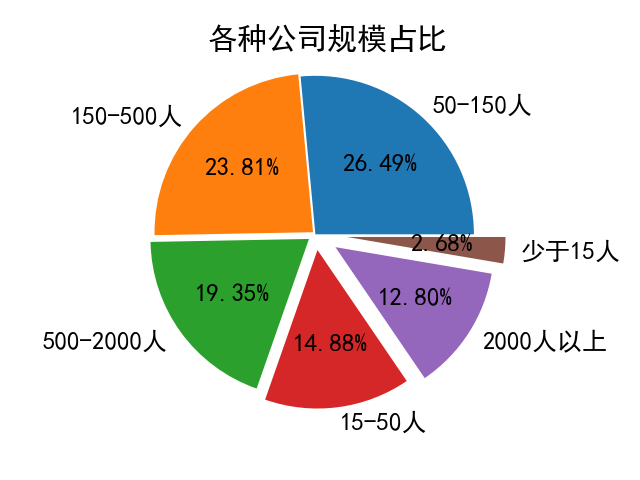 各种公司规模占比
50-150人
26.49%
150-500人
23.81%
500-2000人
19.35%
15-50人
14.88%
2000人以上
12.80%
少于15人
2.68%